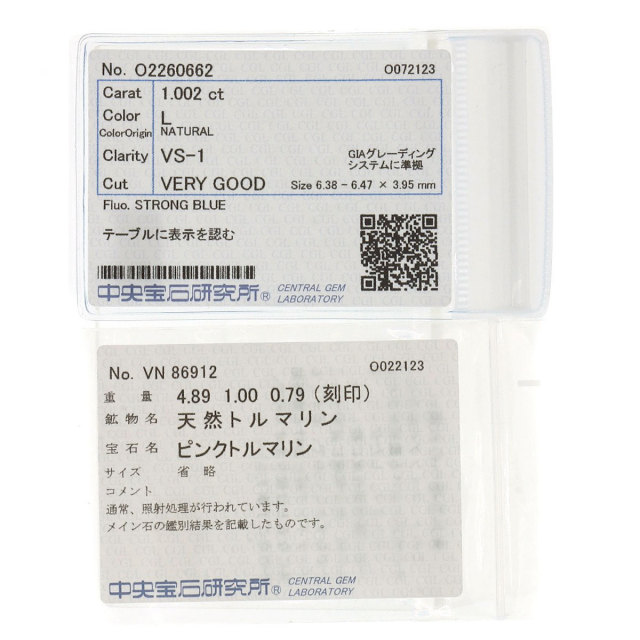 No. O2260662 O072123
Carat 1.002 ct
Color L
ColorOrigin NATURAL
Clarity VS-1 GIAグレーディング
システムに準拠
Cut VERY GOOD Size 6.38 - 6.47 × 3.95 mm
Fluo. STRONG BLUE
テーブルに表示を認む
中央宝石研究所® CENTRAL GEM
LABORATORY
No. VN 86912 O022123
重量 4.89 1.00 0.79 (刻印)
鉱物名 天然トルマリン
宝石名 ピンクトルマリン
サイズ 省略
コメント
通常、照射処理が行われています。
メイン石の鑑別結果を記載したものです。
中央宝石研究所® CENTRAL GEM
LABORATORY